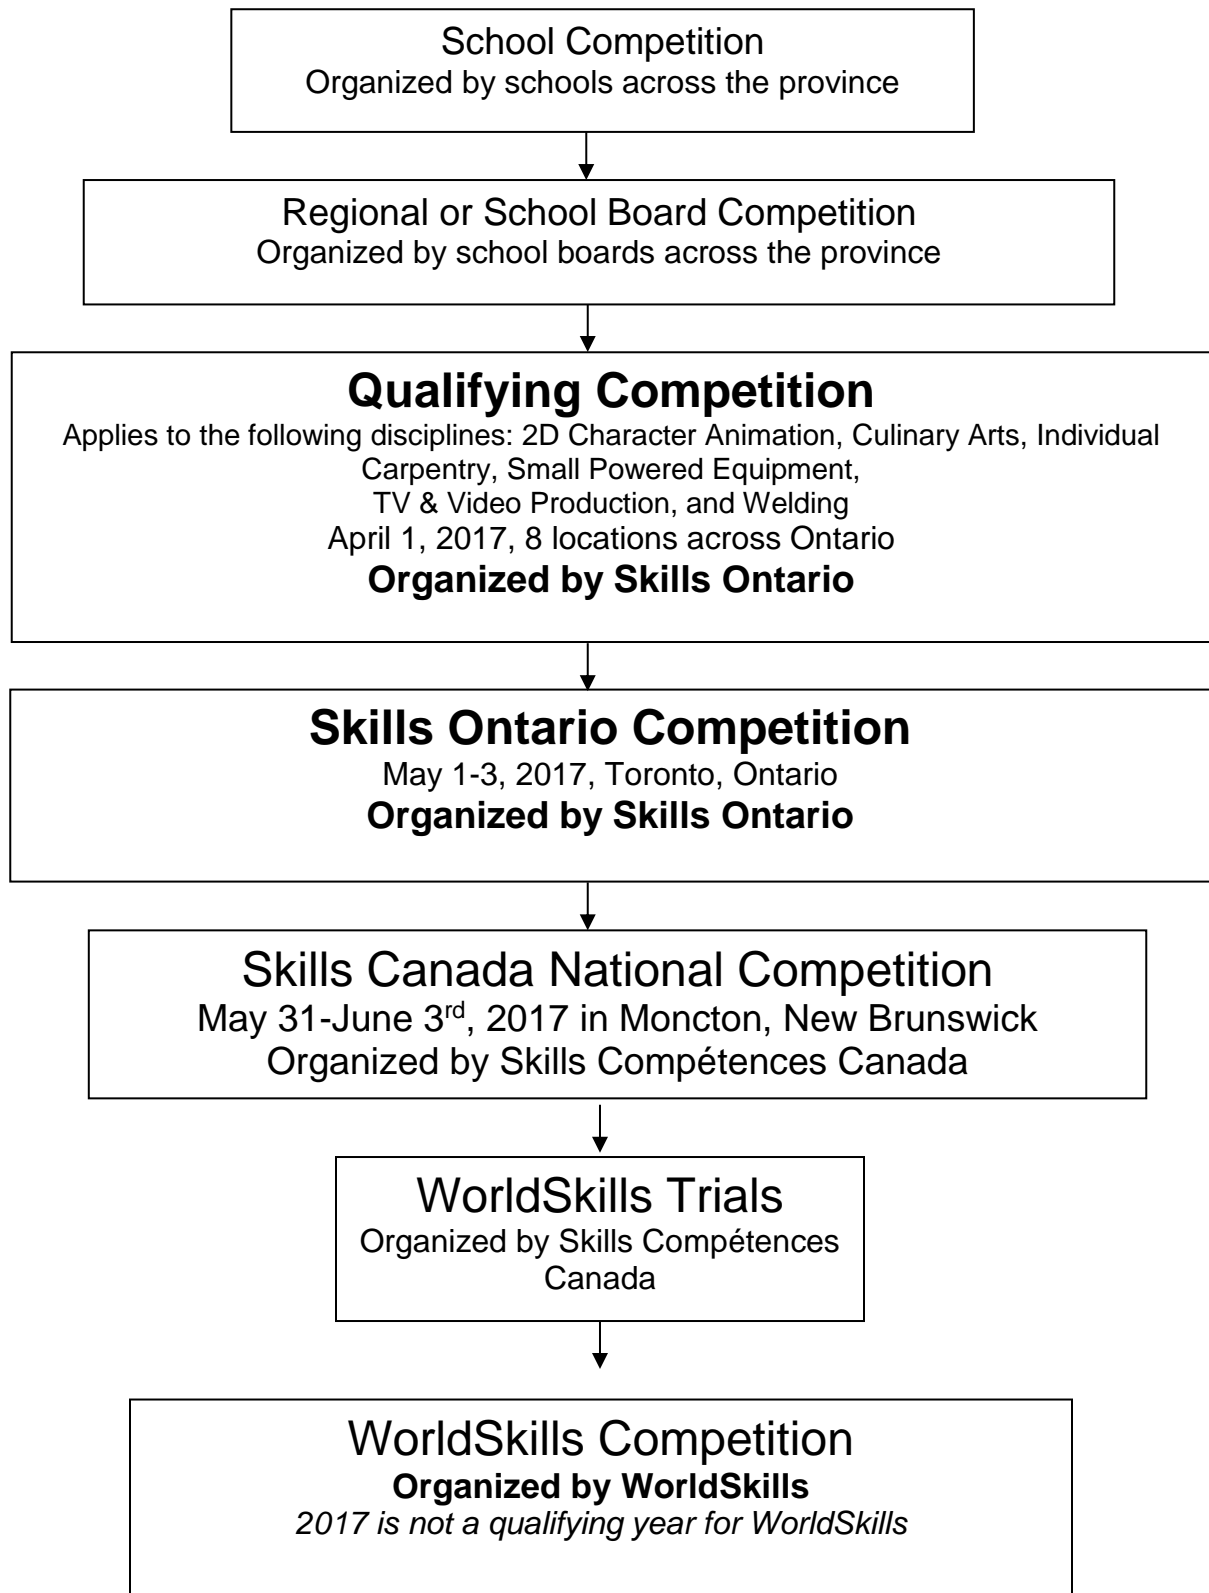 School Competition
Organized by schools across the province
Regional or School Board Competition
Organized by school boards across the province
Qualifying Competition
Applies to the following disciplines: 2D Character Animation, Culinary Arts, Individual
Carpentry, Small Powered Equipment,
TV & Video Production, and Welding
April 1, 2017, 8 locations across Ontario
Organized by Skills Ontario
Skills Ontario Competition
May 1-3, 2017, Toronto, Ontario
Organized by Skills Ontario
Skills Canada National Competition
May 31-June 3rd, 2017 in Moncton, New Brunswick
Organized by Skills Compétences Canada
WorldSkills Trials
Organized by Skills Compétences
Canada
WorldSkills Competition
Organized by WorldSkills
2017 is not a qualifying year for WorldSkills